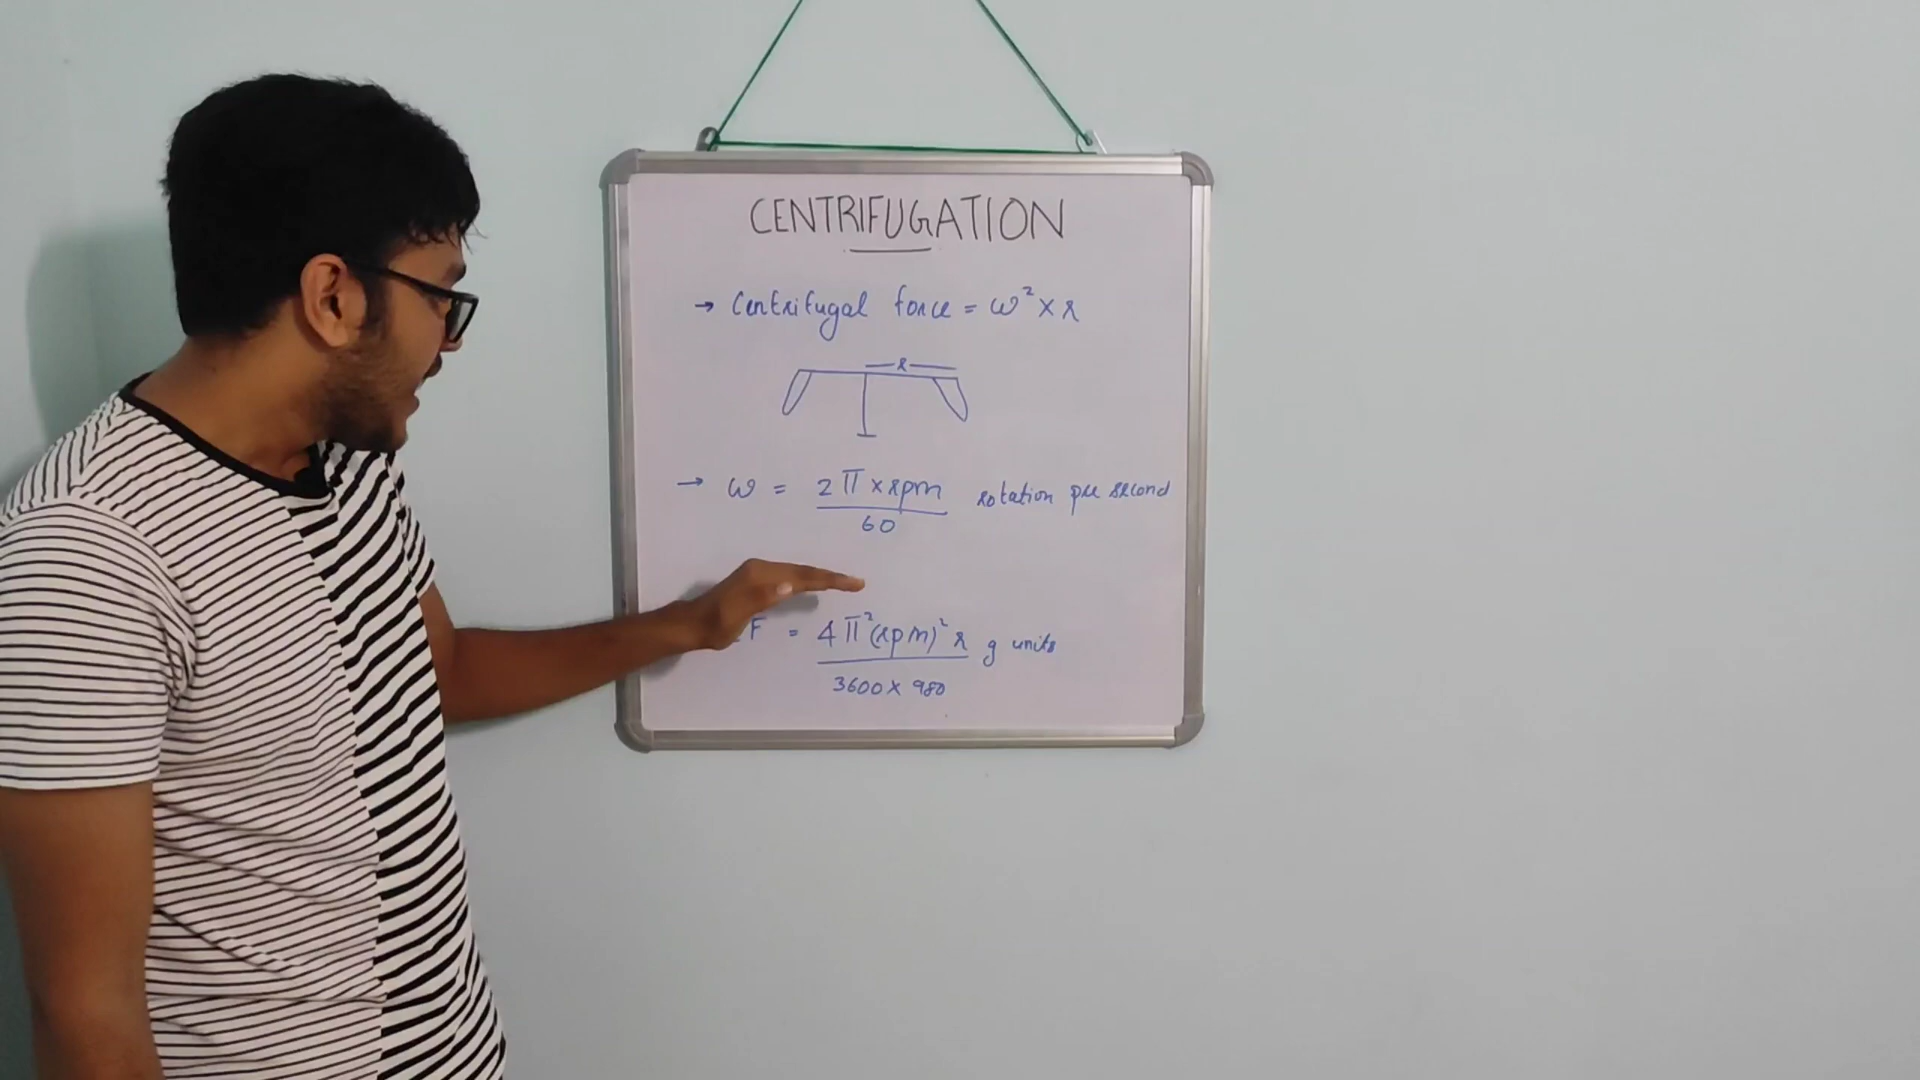 CENTRIFUGATION
→ Centrifugal force = ω² × r
r
→ ω = 2π × rpm / 60 rotation per second
F = 4π²(rpm)² r / 3600 × 980 g units